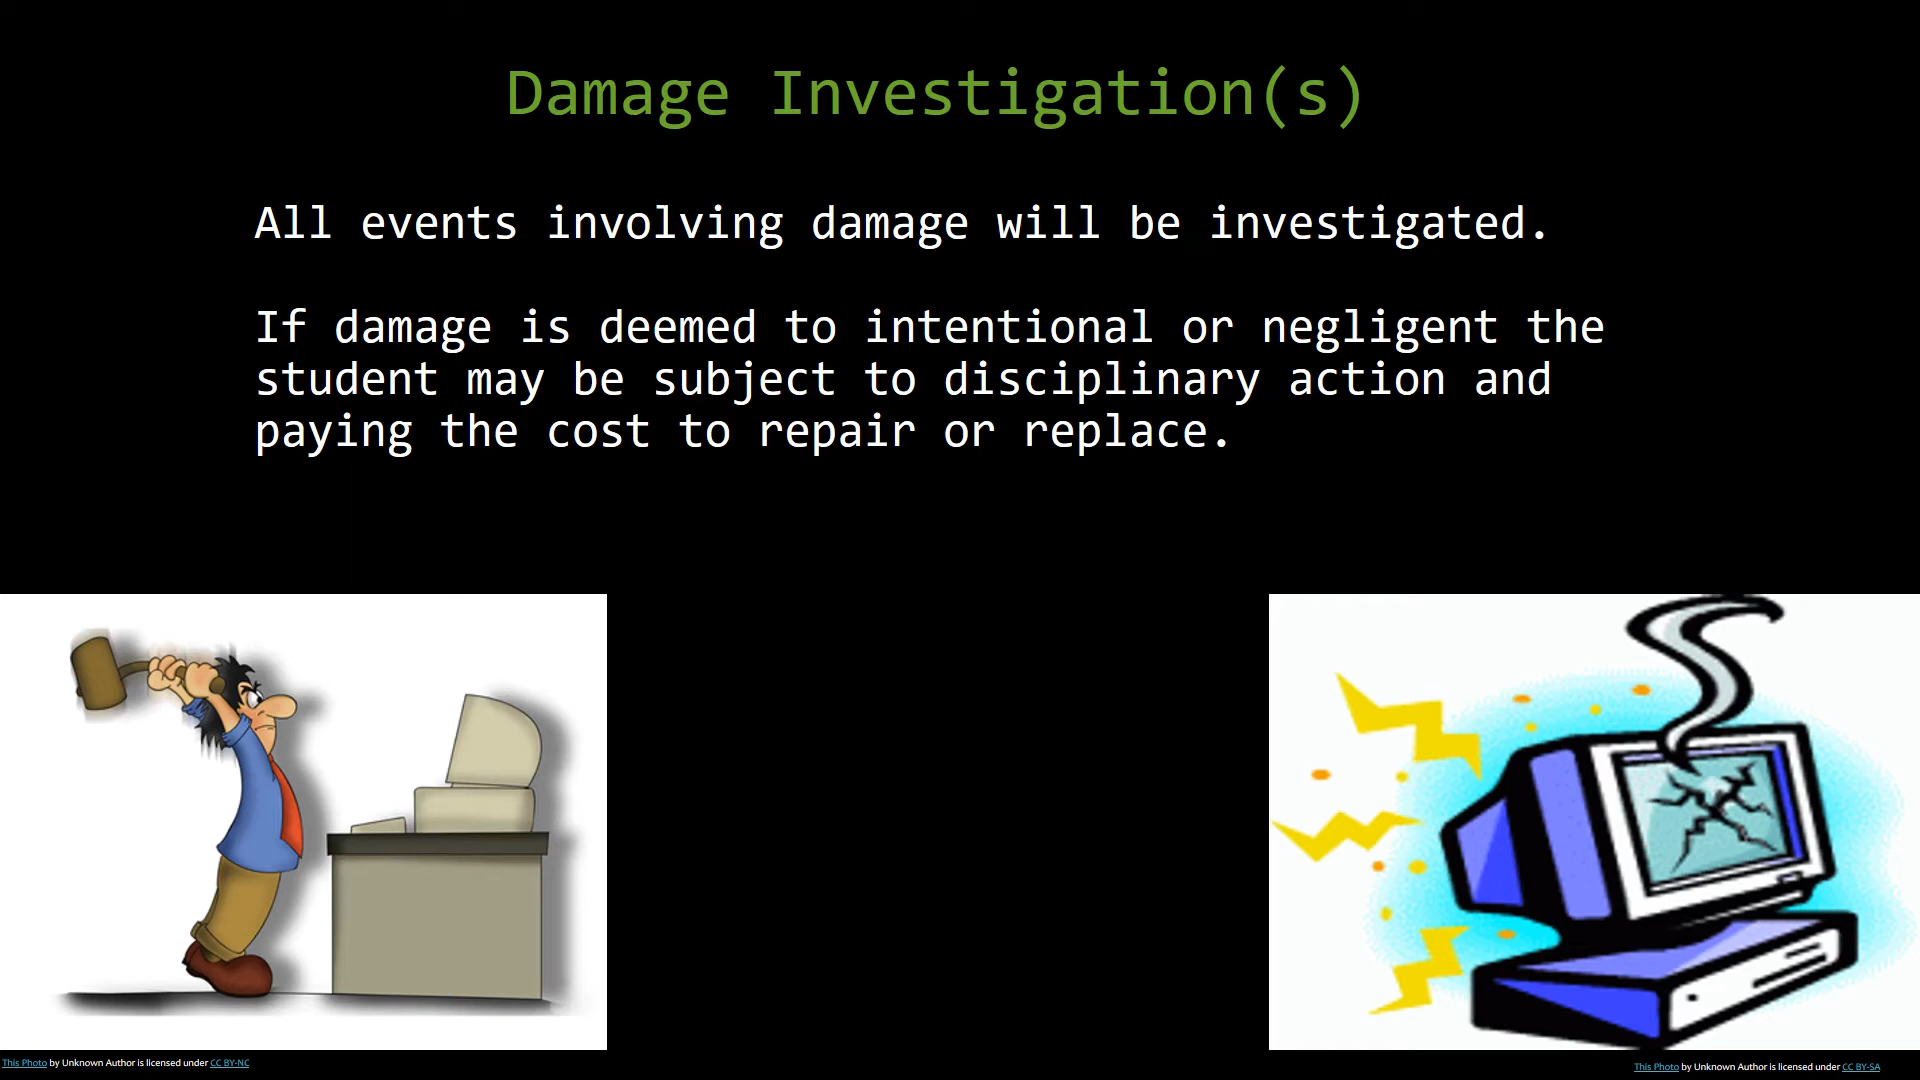 Damage Investigation(s)
All events involving damage will be investigated.
If damage is deemed to intentional or negligent the
student may be subject to disciplinary action and
paying the cost to repair or replace.
This Photo by Unknown Author is licensed under CC BY-NC
This Photo by Unknown Author is licensed under CC BY-SA